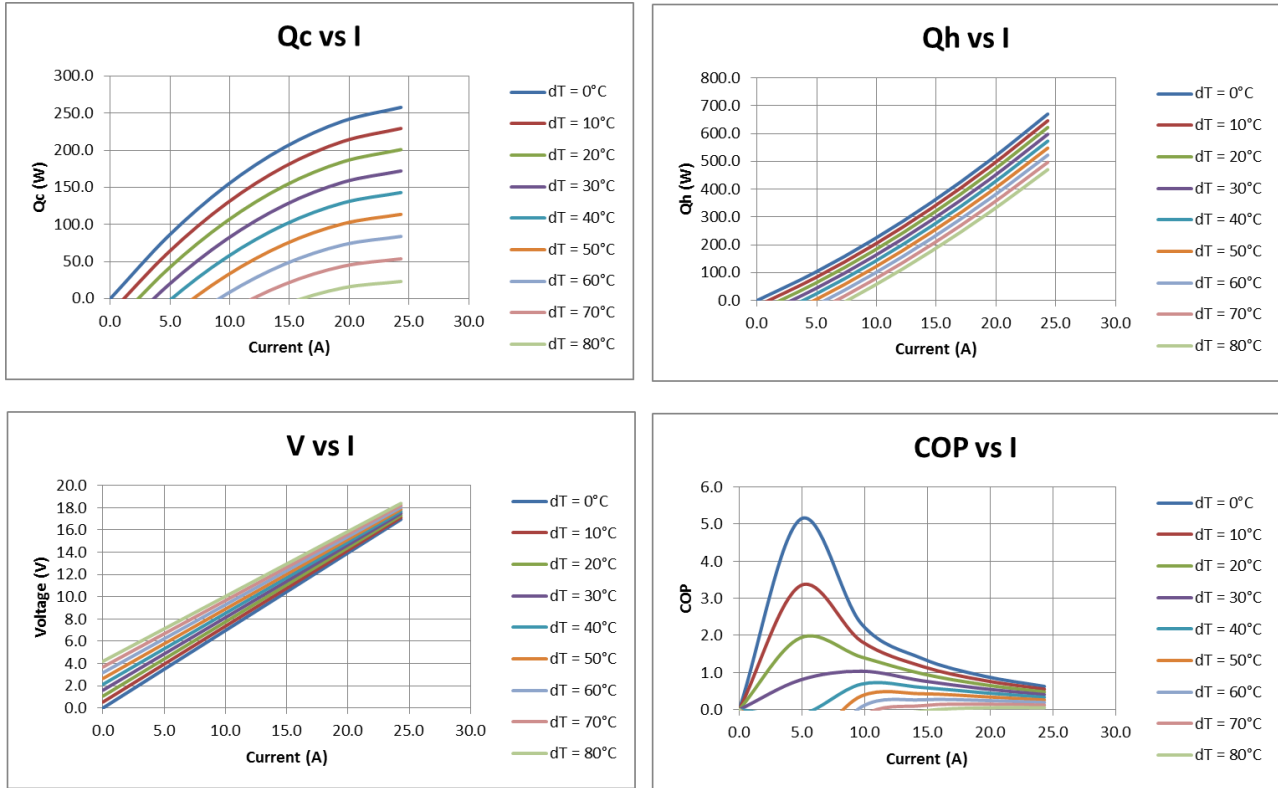 Qc vs I
Qc (W)
300.0
250.0
200.0
150.0
100.0
50.0
0.0
0.0 5.0 10.0 15.0 20.0 25.0 30.0
Current (A)
dT = 0°C
dT = 10°C
dT = 20°C
dT = 30°C
dT = 40°C
dT = 50°C
dT = 60°C
dT = 70°C
dT = 80°C
Qh vs I
Qh (W)
800.0
700.0
600.0
500.0
400.0
300.0
200.0
100.0
0.0
0.0 5.0 10.0 15.0 20.0 25.0 30.0
Current (A)
dT = 0°C
dT = 10°C
dT = 20°C
dT = 30°C
dT = 40°C
dT = 50°C
dT = 60°C
dT = 70°C
dT = 80°C
V vs I
Voltage (V)
20.0
18.0
16.0
14.0
12.0
10.0
8.0
6.0
4.0
2.0
0.0
0.0 5.0 10.0 15.0 20.0 25.0 30.0
Current (A)
dT = 0°C
dT = 10°C
dT = 20°C
dT = 30°C
dT = 40°C
dT = 50°C
dT = 60°C
dT = 70°C
dT = 80°C
COP vs I
COP
6.0
5.0
4.0
3.0
2.0
1.0
0.0
0.0 5.0 10.0 15.0 20.0 25.0 30.0
Current (A)
dT = 0°C
dT = 10°C
dT = 20°C
dT = 30°C
dT = 40°C
dT = 50°C
dT = 60°C
dT = 70°C
dT = 80°C